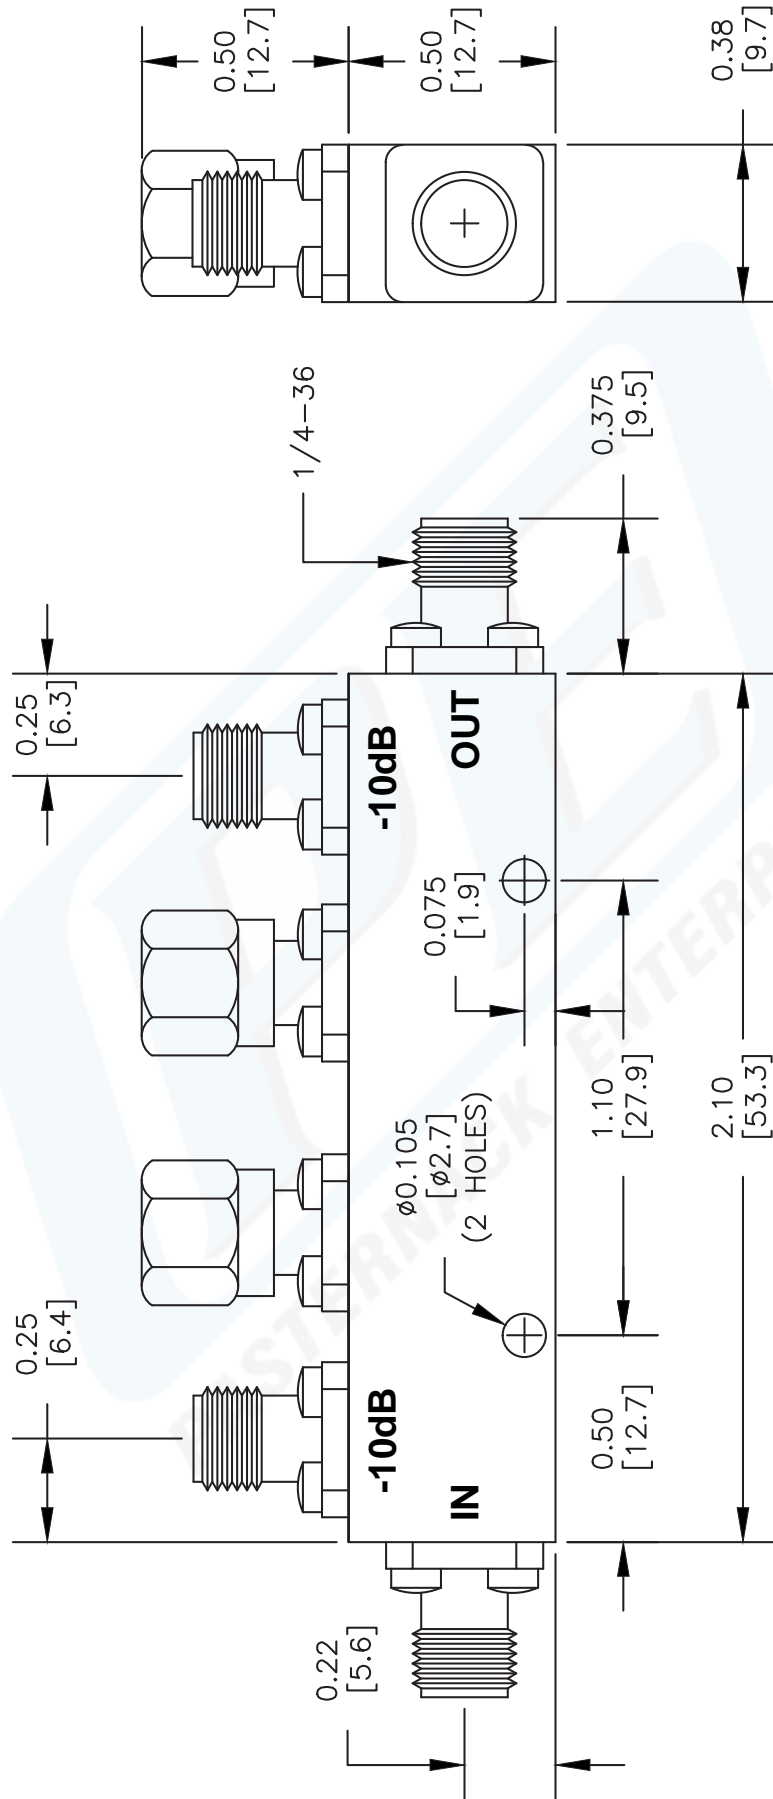 0.50
[12.7]
0.50
[12.7]
0.38
[9.7]
1/4-36
0.375
[9.5]
0.25
[6.3]
-10dB
OUT
0.075
[1.9]
1.10
[27.9]
2.10
[53.3]
ø0.105
[ø2.7]
(2 HOLES)
0.25
[6.4]
-10dB
IN
0.50
[12.7]
0.22
[5.6]
PE
PASTERNACK ENTERP